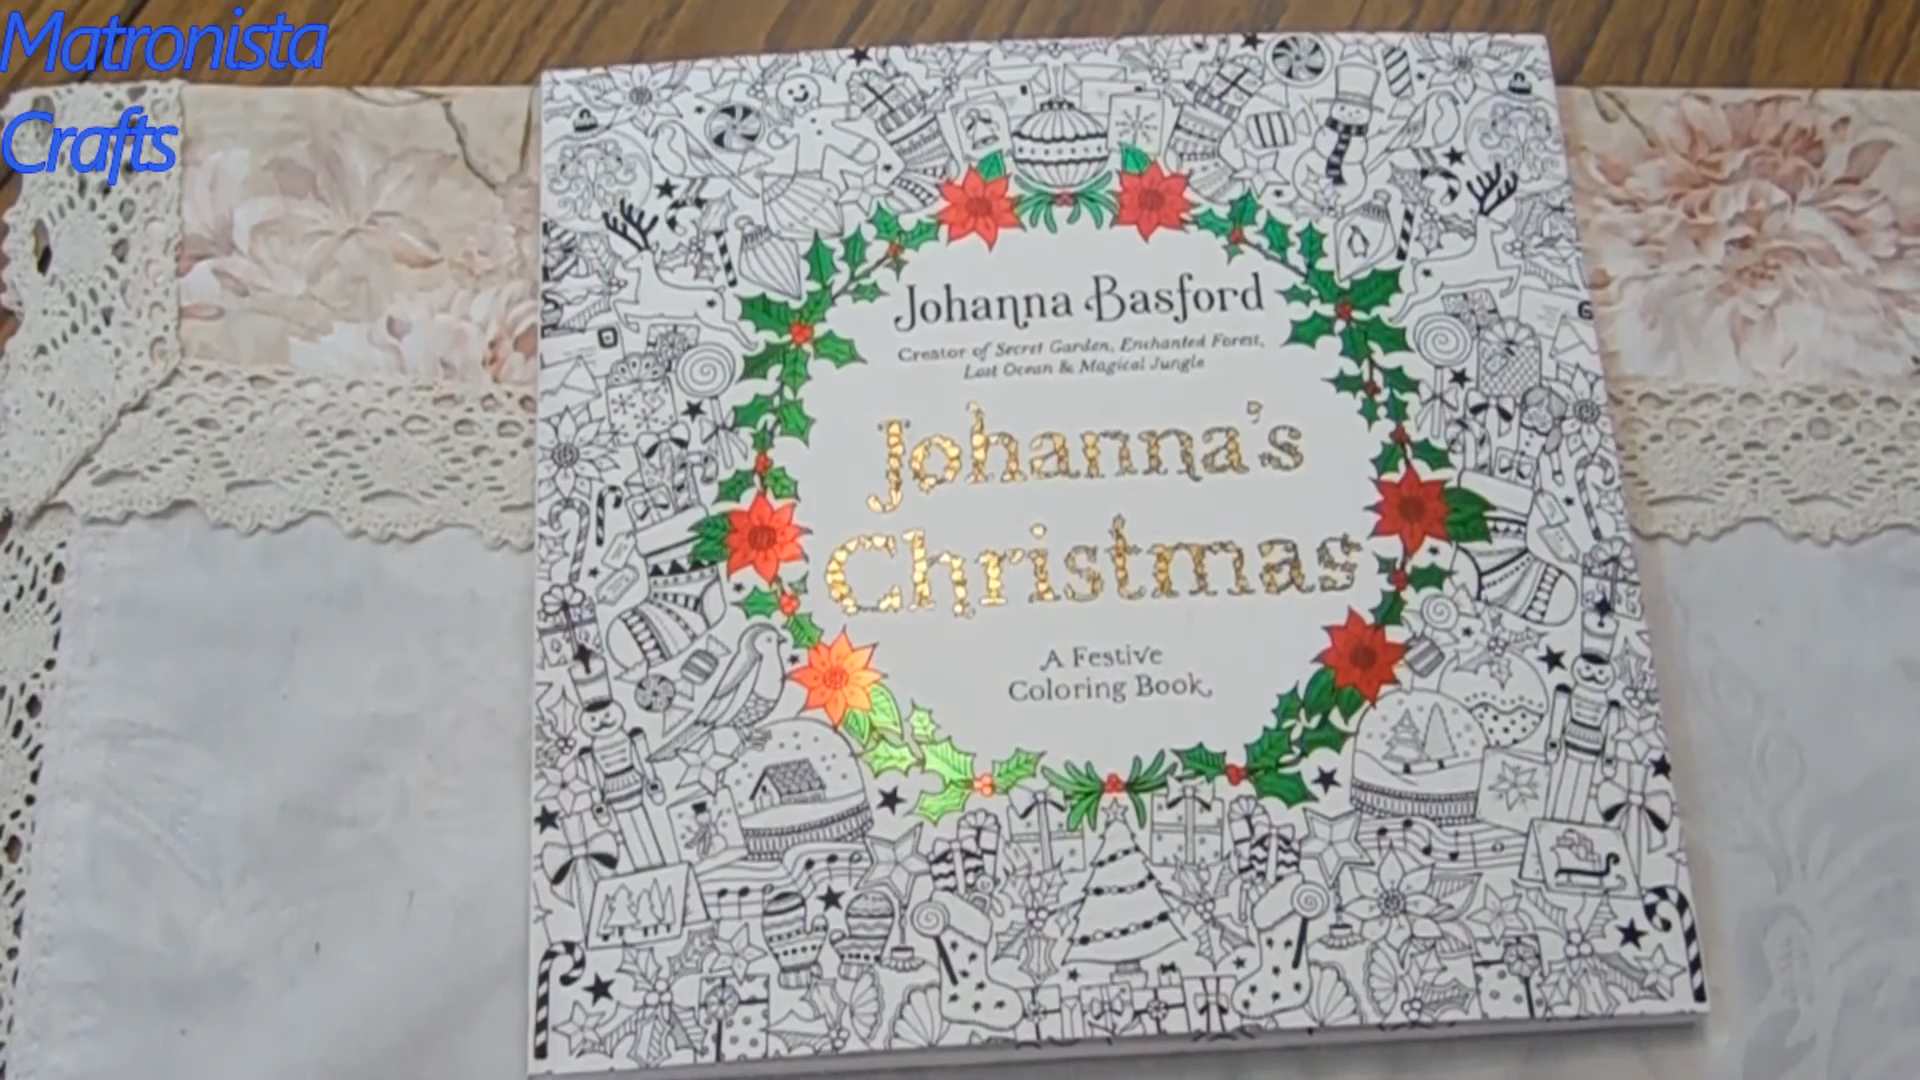 Matronista
Crafts
Johanna Basford
Creator of Secret Garden, Enchanted Forest,
Lost Ocean & Magical Jungle
Johanna's
Christmas
A Festive
Coloring Book